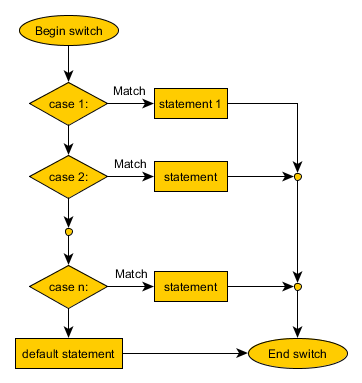 Begin switch
case 1:
Match
statement 1
case 2:
Match
statement
case n:
Match
statement
default statement
End switch